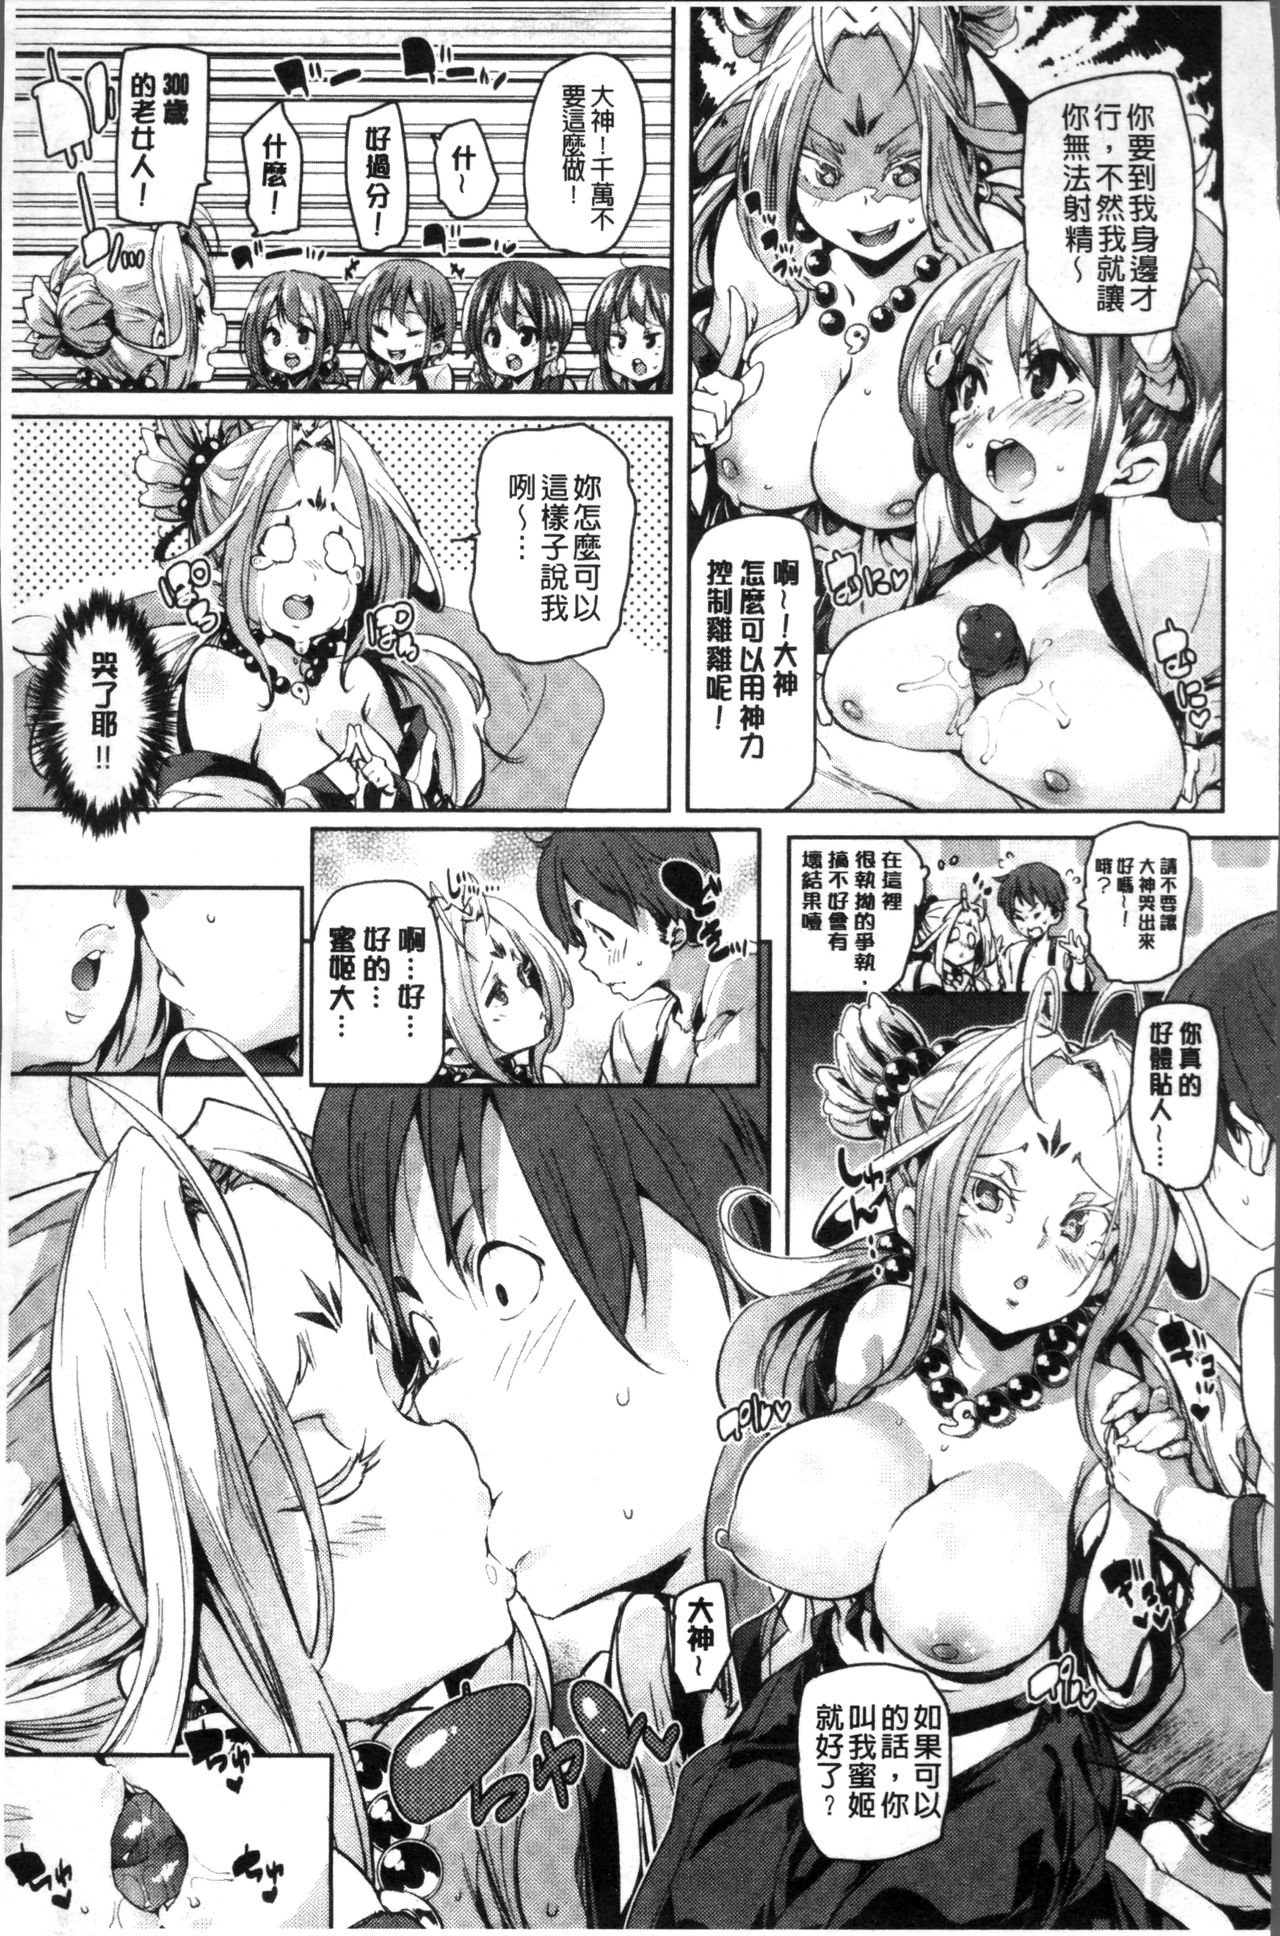 你要到我身邊才
行，不然我就讓
你無法射精～
啊～！大神
怎麼可以用神力
控制雞雞呢！
大神！千萬不
要這麼做！
什～
好過分！
什麼！
300歲
的老女人！
妳怎麼可以
這樣子說我
咧～…
哭了耶!!
請不要讓
大神哭出來
好嗎～！
哦？
在這裡
很執拗的爭執，
搞不好會有
壞結果噎
你真的
好體貼人～…
如果可以
的話，你
叫我蜜姬
就好了？
啊…好…
好的…
蜜姬大…
大神～